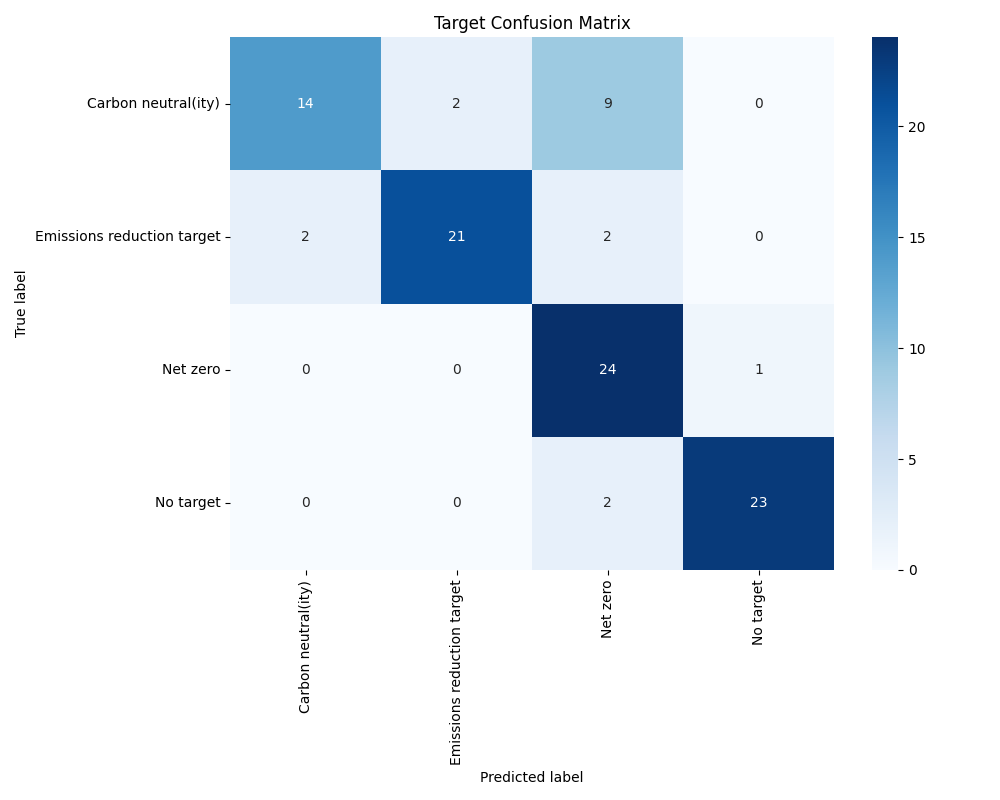 Target Confusion Matrix
Carbon neutral(ity)
14 2 9 0
Emissions reduction target
2 21 2 0
Net zero
0 0 24 1
No target
0 0 2 23
True label
Carbon neutral(ity)
Emissions reduction target
Net zero
No target
Predicted label
20
15
10
5
0